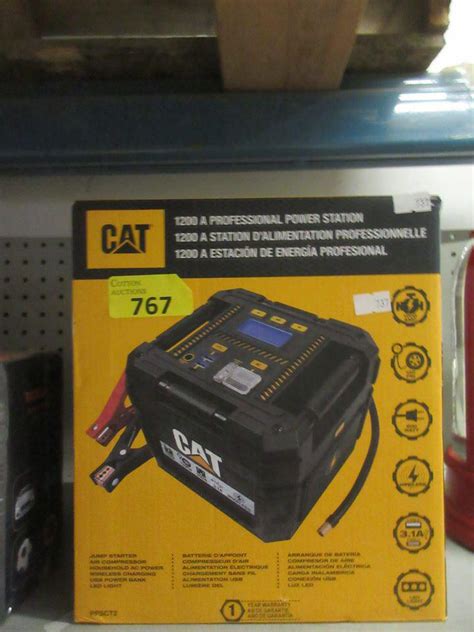 CAT
1200 A PROFESSIONAL POWER STATION
1200 A STATION D'ALIMENTATION PROFESSIONNELLE
1200 A ESTACIÓN DE ENERGÍA PROFESIONAL
337
COTTON
AUCTIONS
767
337
CAT
3.1A
JUMP STARTER
AIR COMPRESSOR
HOUSEHOLD AC POWER
WIRELESS CHARGING
USB POWER BANK
LED LIGHT
BATTERIE D'APPOINT
COMPRESSEUR D'AIR
ALIMENTATION ÉLECTRIQUE
CHARGEMENT SANS FIL
ALIMENTATION USB
LUMIÈRE DEL
ARRANQUE DE BATERÍA
COMPRESOR DE AIRE
ALIMENTACIÓN ELÉCTRICA
CARGA INALÁMBRICA
CONEXIÓN USB
LUZ LED
PPSCT2
1 YEAR WARRANTY